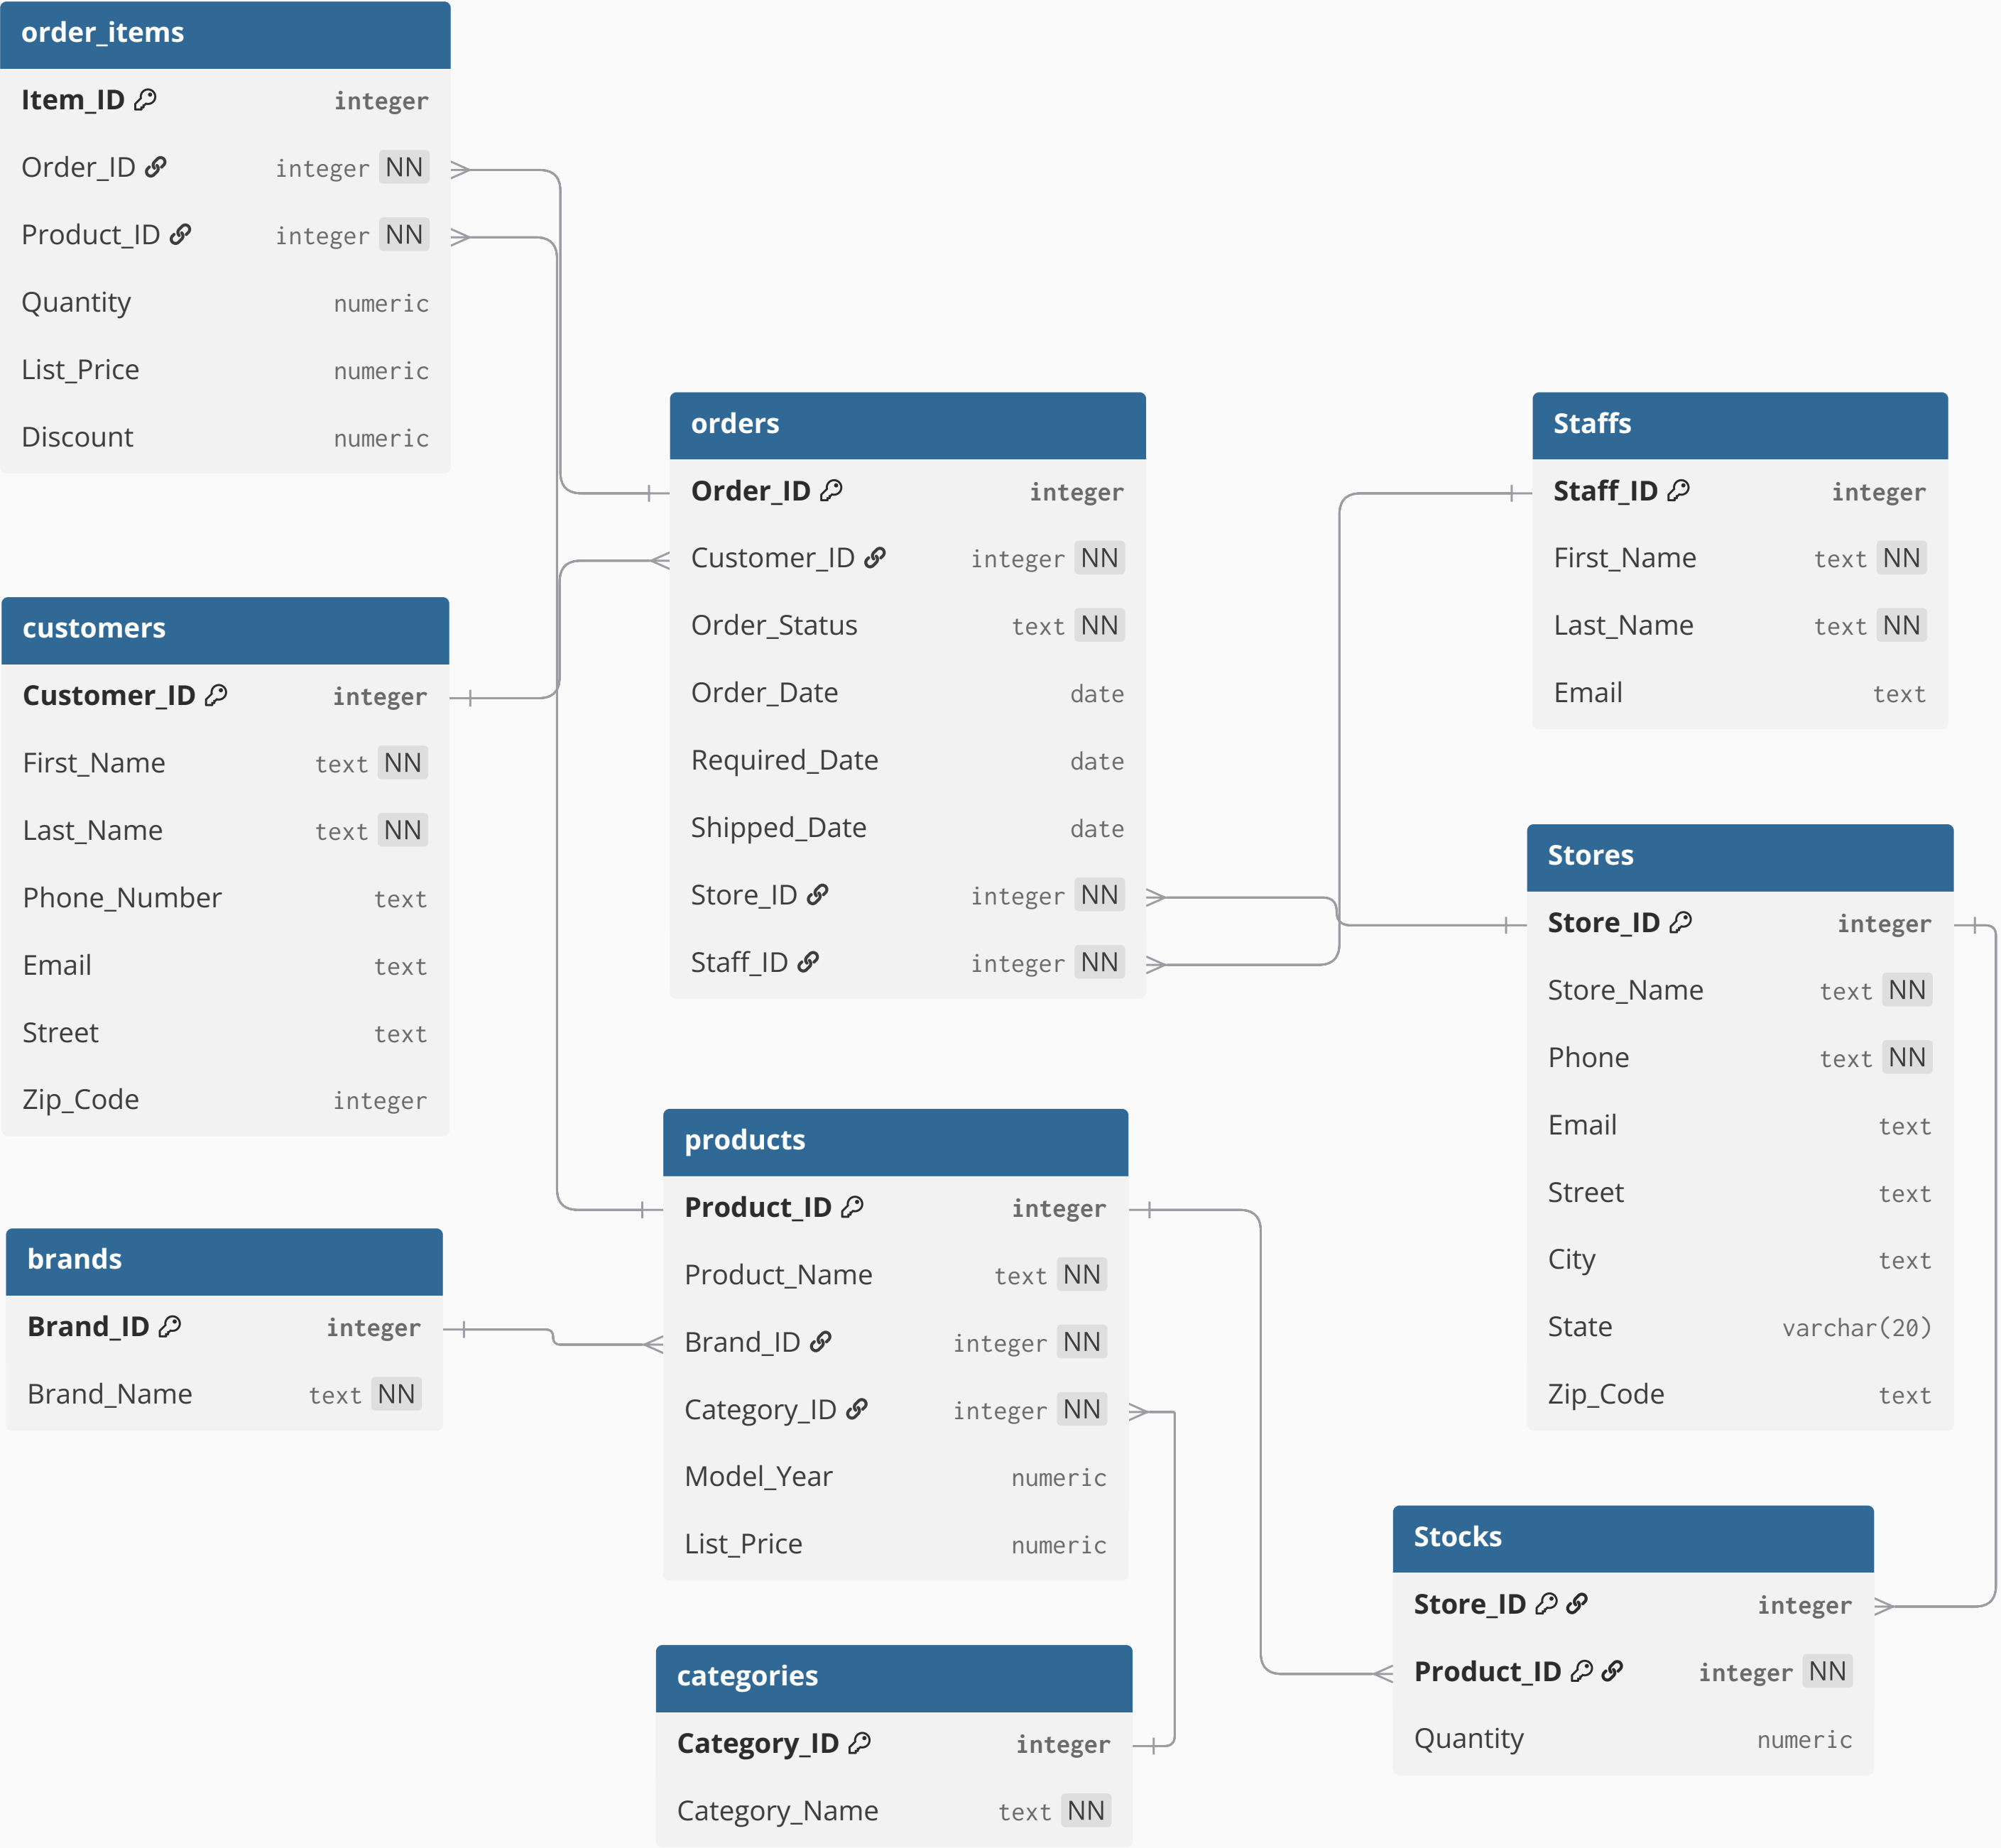 order_items
Item_ID integer
Order_ID integer NN
Product_ID integer NN
Quantity numeric
List_Price numeric
Discount numeric
customers
Customer_ID integer
First_Name text NN
Last_Name text NN
Phone_Number text
Email text
Street text
Zip_Code integer
brands
Brand_ID integer
Brand_Name text NN
orders
Order_ID integer
Customer_ID integer NN
Order_Status text NN
Order_Date date
Required_Date date
Shipped_Date date
Store_ID integer NN
Staff_ID integer NN
products
Product_ID integer
Product_Name text NN
Brand_ID integer NN
Category_ID integer NN
Model_Year numeric
List_Price numeric
categories
Category_ID integer
Category_Name text NN
Staffs
Staff_ID integer
First_Name text NN
Last_Name text NN
Email text
Stores
Store_ID integer
Store_Name text NN
Phone text NN
Email text
Street text
City text
State varchar(20)
Zip_Code text
Stocks
Store_ID integer
Product_ID integer NN
Quantity numeric